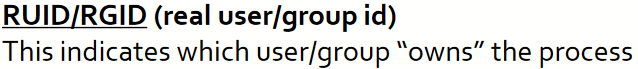 RUID/RGID (real user/group id)
This indicates which user/group “owns” the process